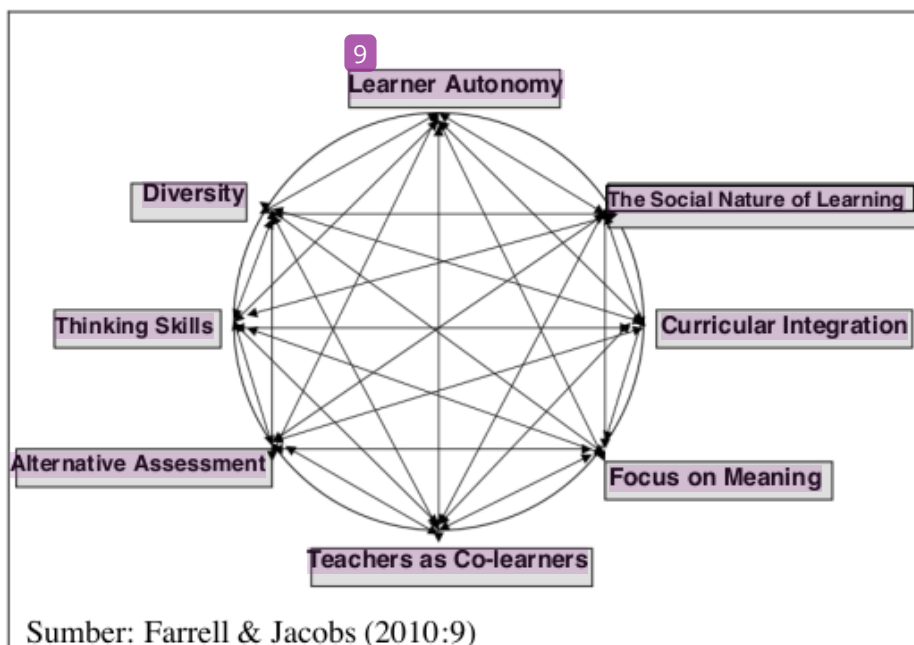 9
Learner Autonomy
Diversity
The Social Nature of Learning
Thinking Skills
Curricular Integration
Alternative Assessment
Focus on Meaning
Teachers as Co-learners
Sumber: Farrell & Jacobs (2010:9)